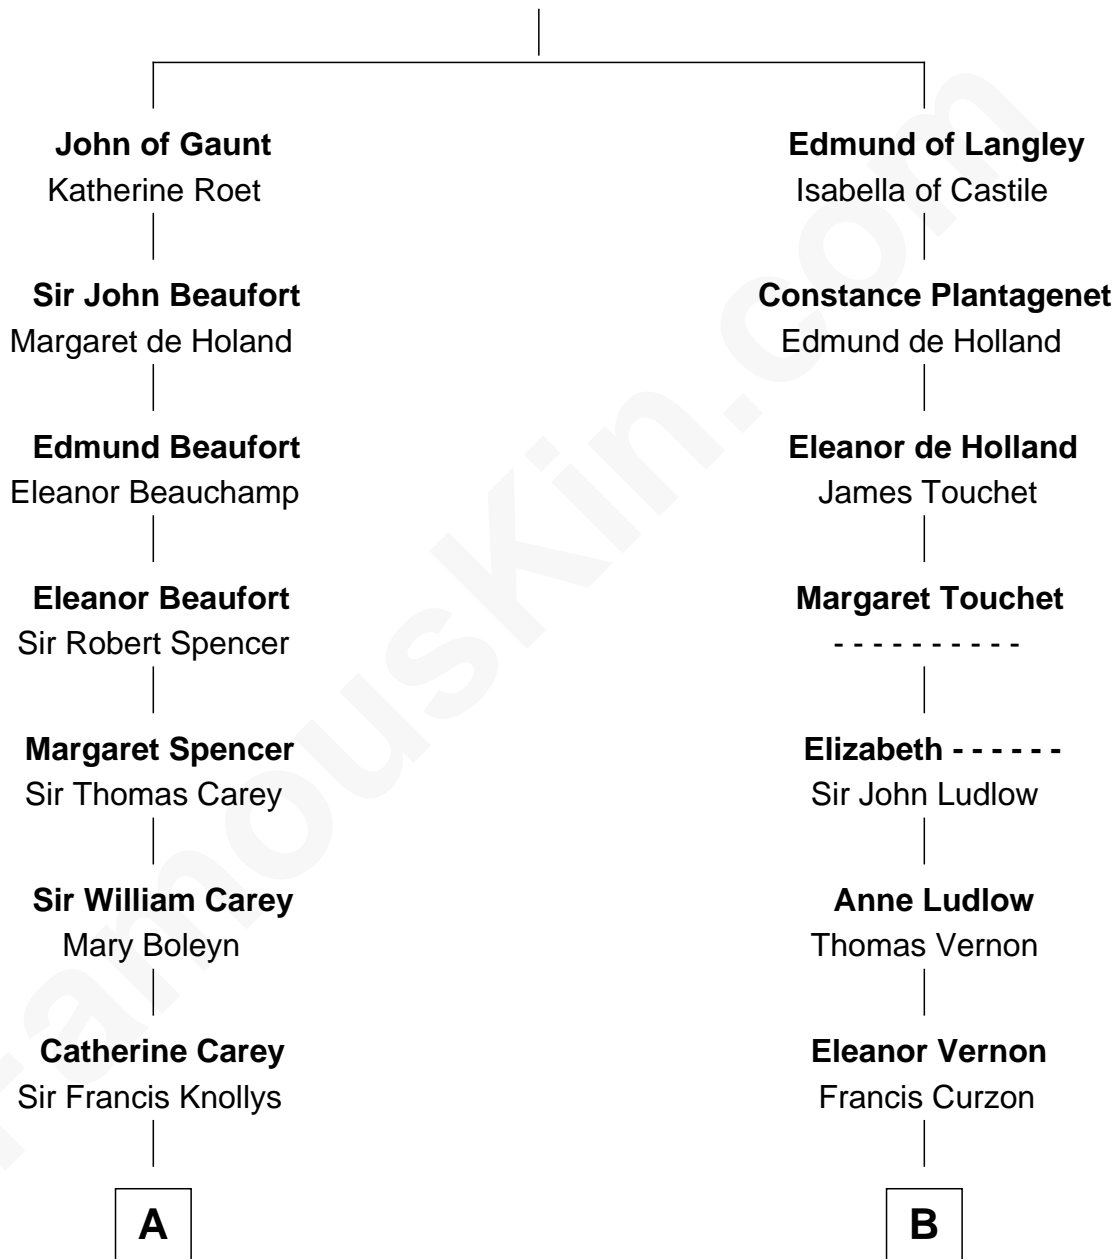 John of Gaunt
Katherine Roet
Sir John Beaufort
Margaret de Holand
Edmund Beaufort
Eleanor Beauchamp
Eleanor Beaufort
Sir Robert Spencer
Margaret Spencer
Sir Thomas Carey
Sir William Carey
Mary Boleyn
Catherine Carey
Sir Francis Knollys
A
Edmund of Langley
Isabella of Castile
Constance Plantagenet
Edmund de Holland
Eleanor de Holland
James Touchet
Margaret Touchet
- - - - - - - - - -
Elizabeth - - - - - -
Sir John Ludlow
Anne Ludlow
Thomas Vernon
Eleanor Vernon
Francis Curzon
B
FamousKin.com